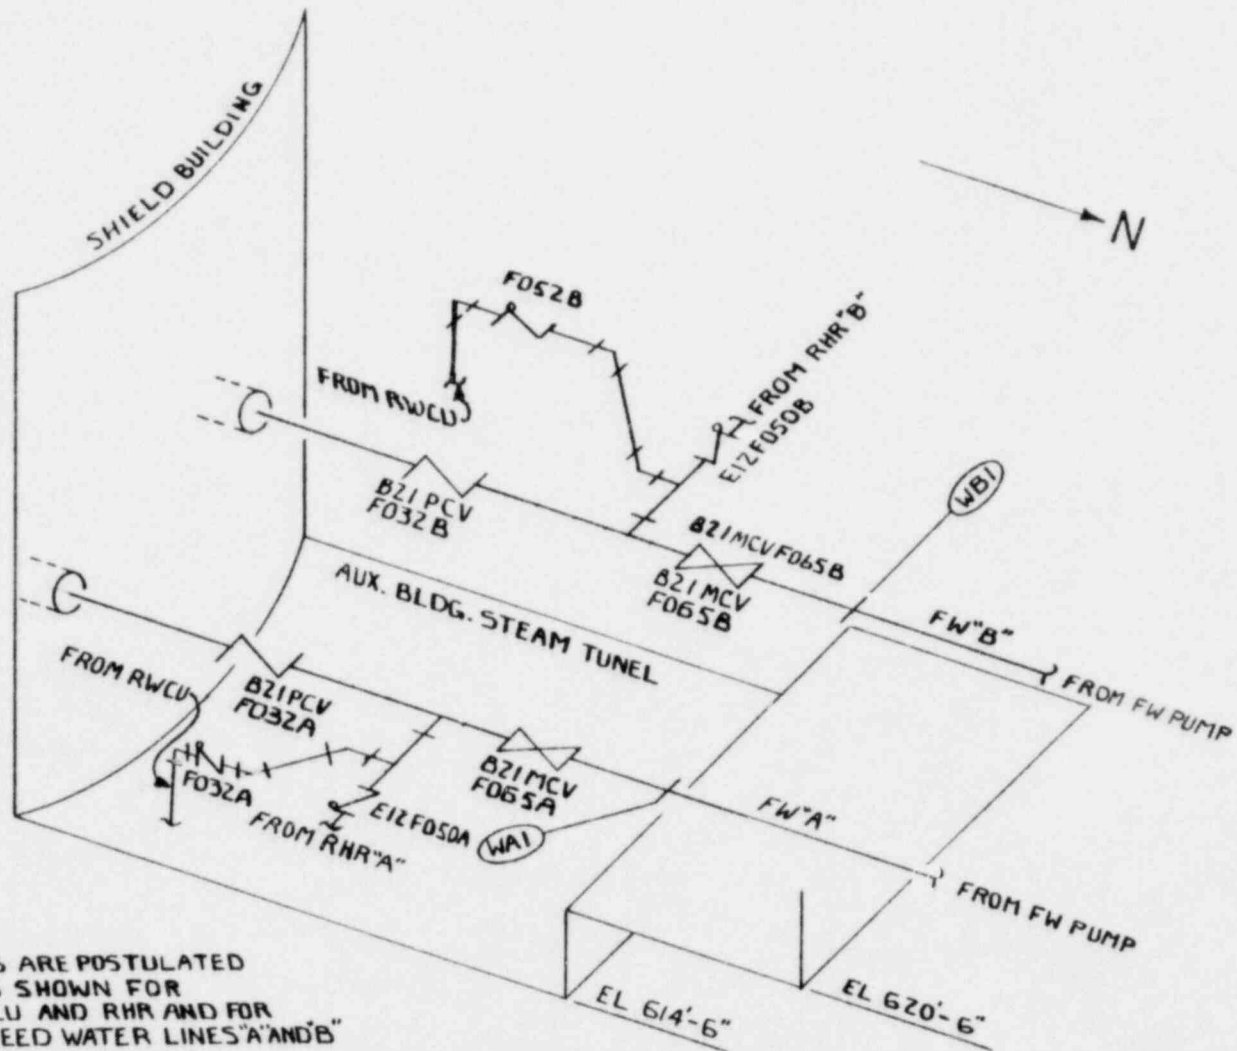 SHIELD BUILDING
N
F052B
FROM RWCU
FROM RHR "B"
E12F050B
B21PCV
F032B
WB1
B21MCVF065B
B21MCV
F065B
AUX. BLDG. STEAM TUNEL
FW"B"
FROM FW PUMP
FROM RWCU
B21PCV
F032A
F032A
B21MCV
F065A
E12F050A
FROM RHR"A"
WA1
FW"A"
FROM FW PUMP
ARE POSTULATED
SHOWN FOR
AND RHR AND FOR
EED WATER LINES"A"AND"B"
EL 614'-6"
EL 620'-6"